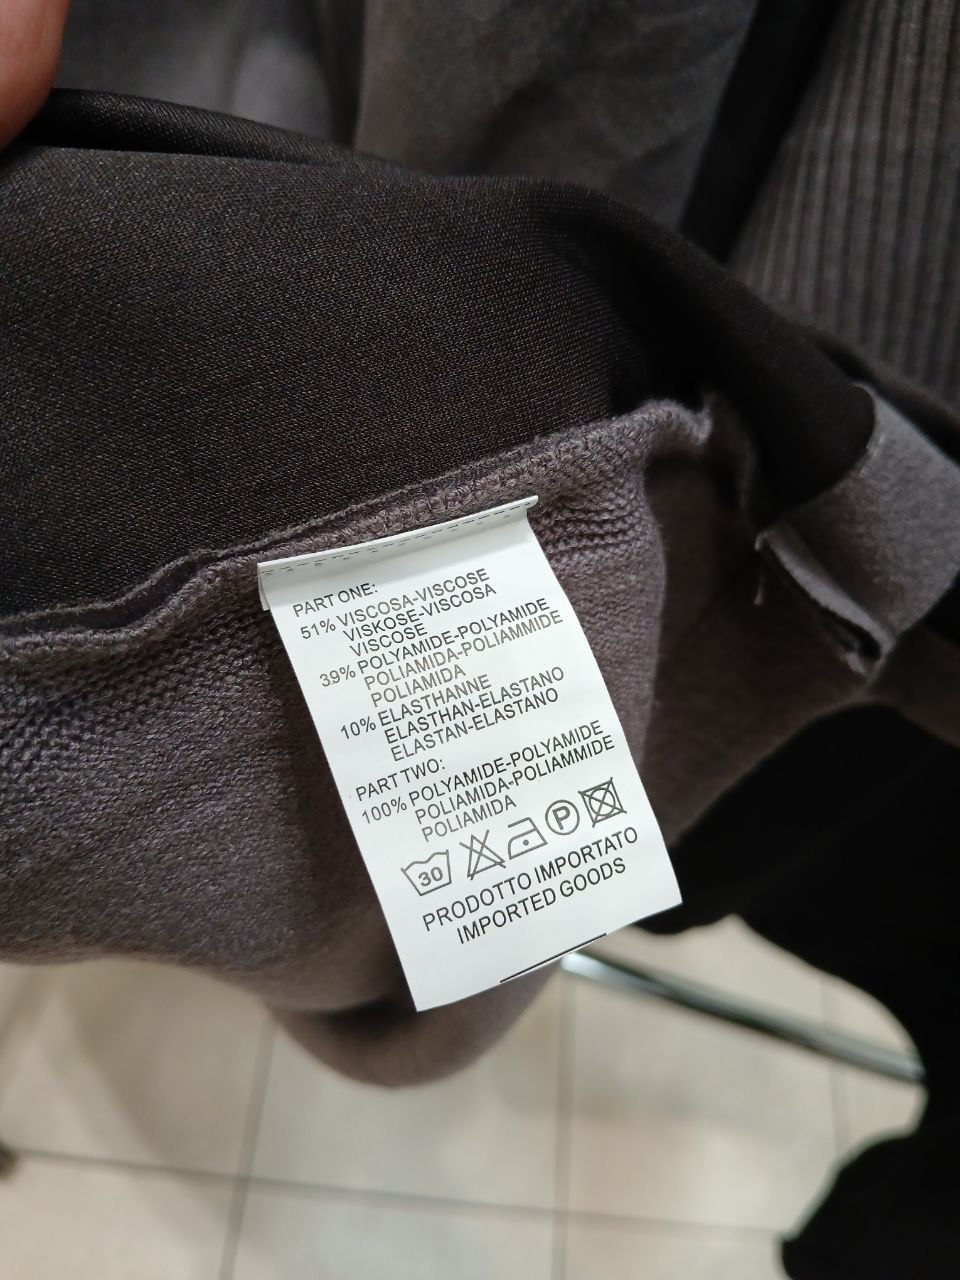 PART ONE:
51% VISCOSA-VISCOSE
VISKOSE-VISCOSA
VISCOSE
39% POLYAMIDE-POLYAMIDE
POLIAMIDA-POLIAMMIDE
POLIAMIDA
10% ELASTHANNE
ELASTHAN-ELASTANO
ELASTAN-ELASTANO
PART TWO:
100% POLYAMIDE-POLYAMIDE
POLIAMIDA-POLIAMMIDE
POLIAMIDA
30 P
PRODOTTO IMPORTATO
IMPORTED GOODS